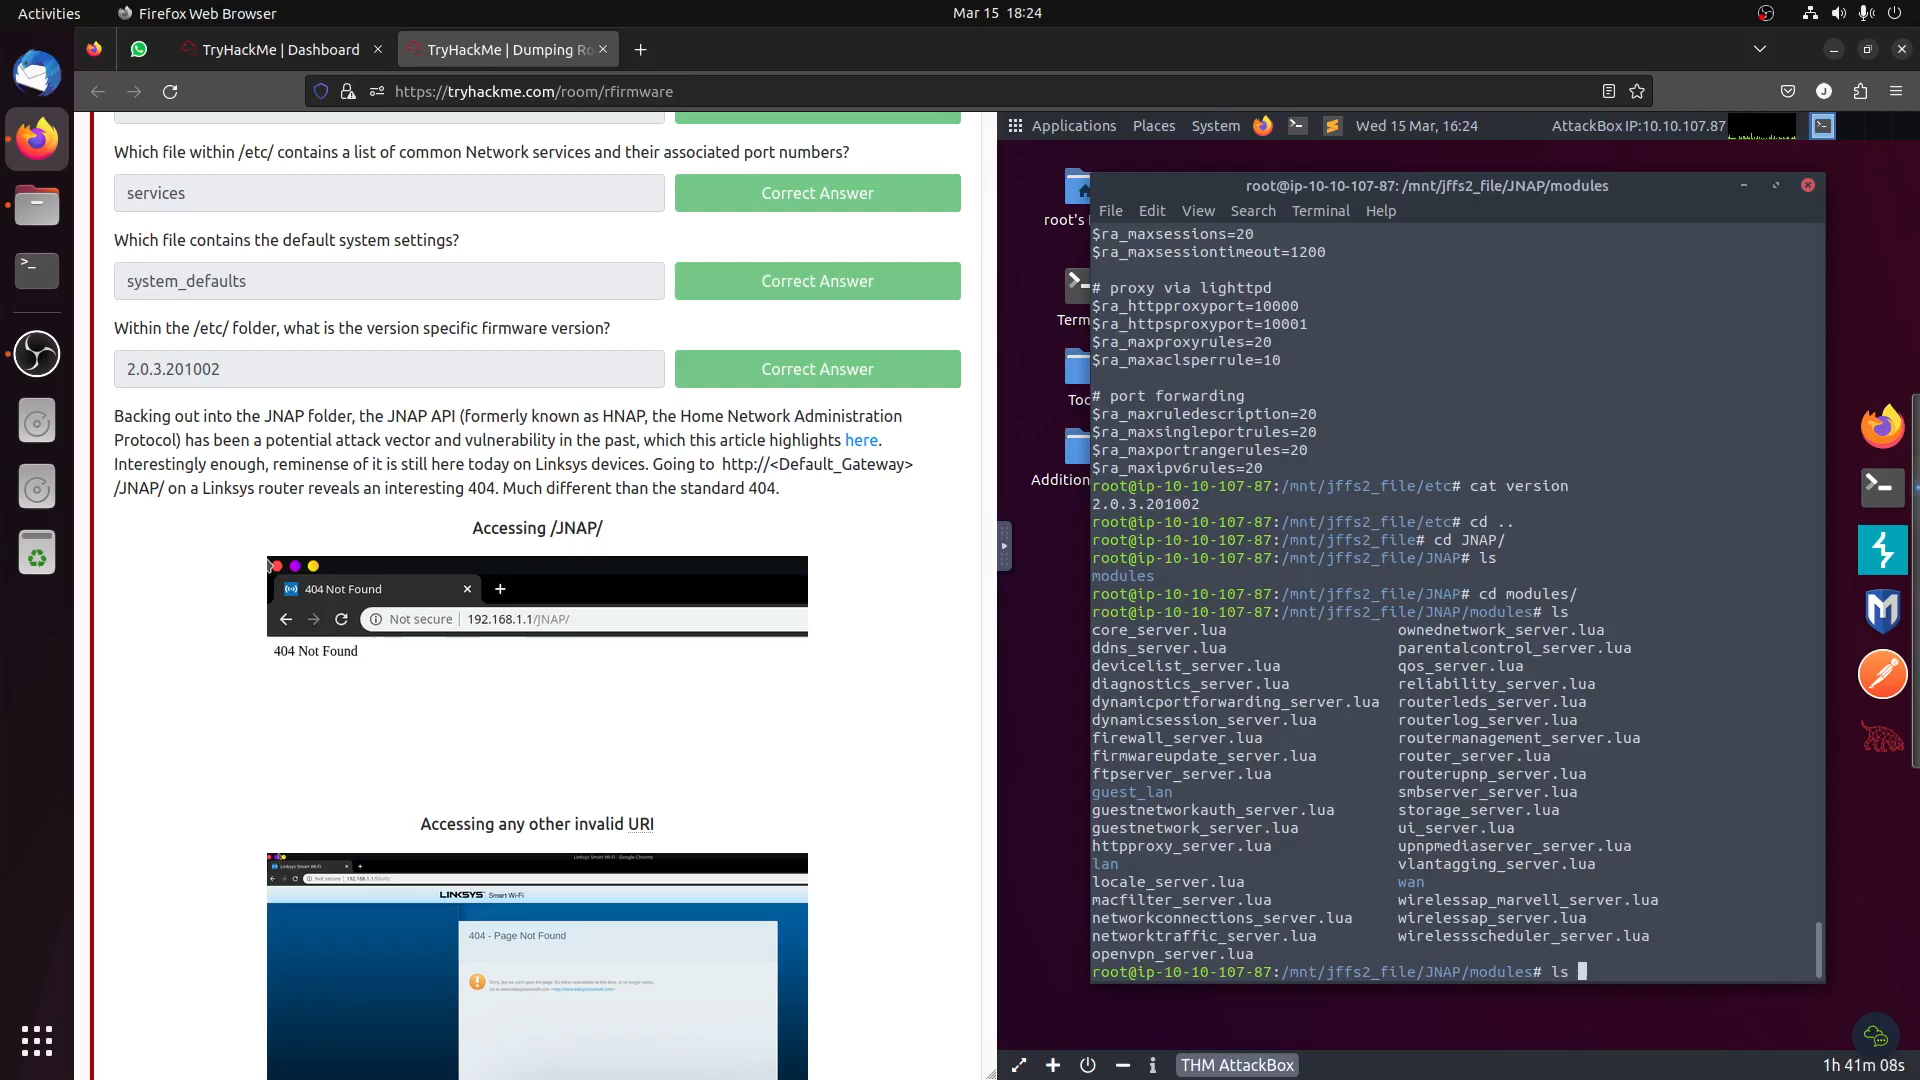 Activities
Firefox Web Browser
Mar 15 18:24
TryHackMe | Dashboard
TryHackMe | Dumping Ro
https://tryhackme.com/room/rfirmware
Which file within /etc/ contains a list of common Network services and their associated port numbers?
services
Correct Answer
Which file contains the default system settings?
system_defaults
Correct Answer
Within the /etc/ folder, what is the version specific firmware version?
2.0.3.201002
Correct Answer
Backing out into the JNAP folder, the JNAP API (formerly known as HNAP, the Home Network Administration
Protocol) has been a potential attack vector and vulnerability in the past, which this article highlights here.
Interestingly enough, reminense of it is still here today on Linksys devices. Going to http://<Default_Gateway>
/JNAP/ on a Linksys router reveals an interesting 404. Much different than the standard 404.
Accessing /JNAP/
404 Not Found
Not secure | 192.168.1.1/JNAP/
404 Not Found
Accessing any other invalid URI
Linksys Smart Wi-Fi - Google Chrome
Linksys Smart Wi-Fi
LINKSYS Smart Wi-Fi
404 - Page Not Found
Applications
Places
System
Wed 15 Mar, 16:24
AttackBox IP:10.10.107.87
root's
Term
Too
Addition
root@ip-10-10-107-87: /mnt/jffs2_file/JNAP/modules
File Edit View Search Terminal Help
$ra_maxsessions=20
$ra_maxsessiontimeout=1200
# proxy via lighttpd
$ra_httpproxyport=10000
$ra_httpsproxyport=10001
$ra_maxproxyrules=20
$ra_maxaclsperrule=10
# port forwarding
$ra_maxruledescription=20
$ra_maxsingleportrules=20
$ra_maxportrangerules=20
$ra_maxipv6rules=20
root@ip-10-10-107-87:/mnt/jffs2_file/etc# cat version
2.0.3.201002
root@ip-10-10-107-87:/mnt/jffs2_file/etc# cd ..
root@ip-10-10-107-87:/mnt/jffs2_file# cd JNAP/
root@ip-10-10-107-87:/mnt/jffs2_file/JNAP# ls
modules
root@ip-10-10-107-87:/mnt/jffs2_file/JNAP# cd modules/
root@ip-10-10-107-87:/mnt/jffs2_file/JNAP/modules# ls
core_server.lua ownednetwork_server.lua
ddns_server.lua parentalcontrol_server.lua
devicelist_server.lua qos_server.lua
diagnostics_server.lua reliability_server.lua
dynamicportforwarding_server.lua routerleds_server.lua
dynamicsession_server.lua routerlog_server.lua
firewall_server.lua routermanagement_server.lua
firmwareupdate_server.lua router_server.lua
ftpserver_server.lua routerupnp_server.lua
guest_lan smbserver_server.lua
guestnetworkauth_server.lua storage_server.lua
guestnetwork_server.lua ui_server.lua
httpproxy_server.lua upnpmediaserver_server.lua
lan vlantagging_server.lua
locale_server.lua wan
macfilter_server.lua wirelessap_marvell_server.lua
networkconnections_server.lua wirelessap_server.lua
networktraffic_server.lua wirelessscheduler_server.lua
openvpn_server.lua
root@ip-10-10-107-87:/mnt/jffs2_file/JNAP/modules# ls
THM AttackBox
1h 41m 08s